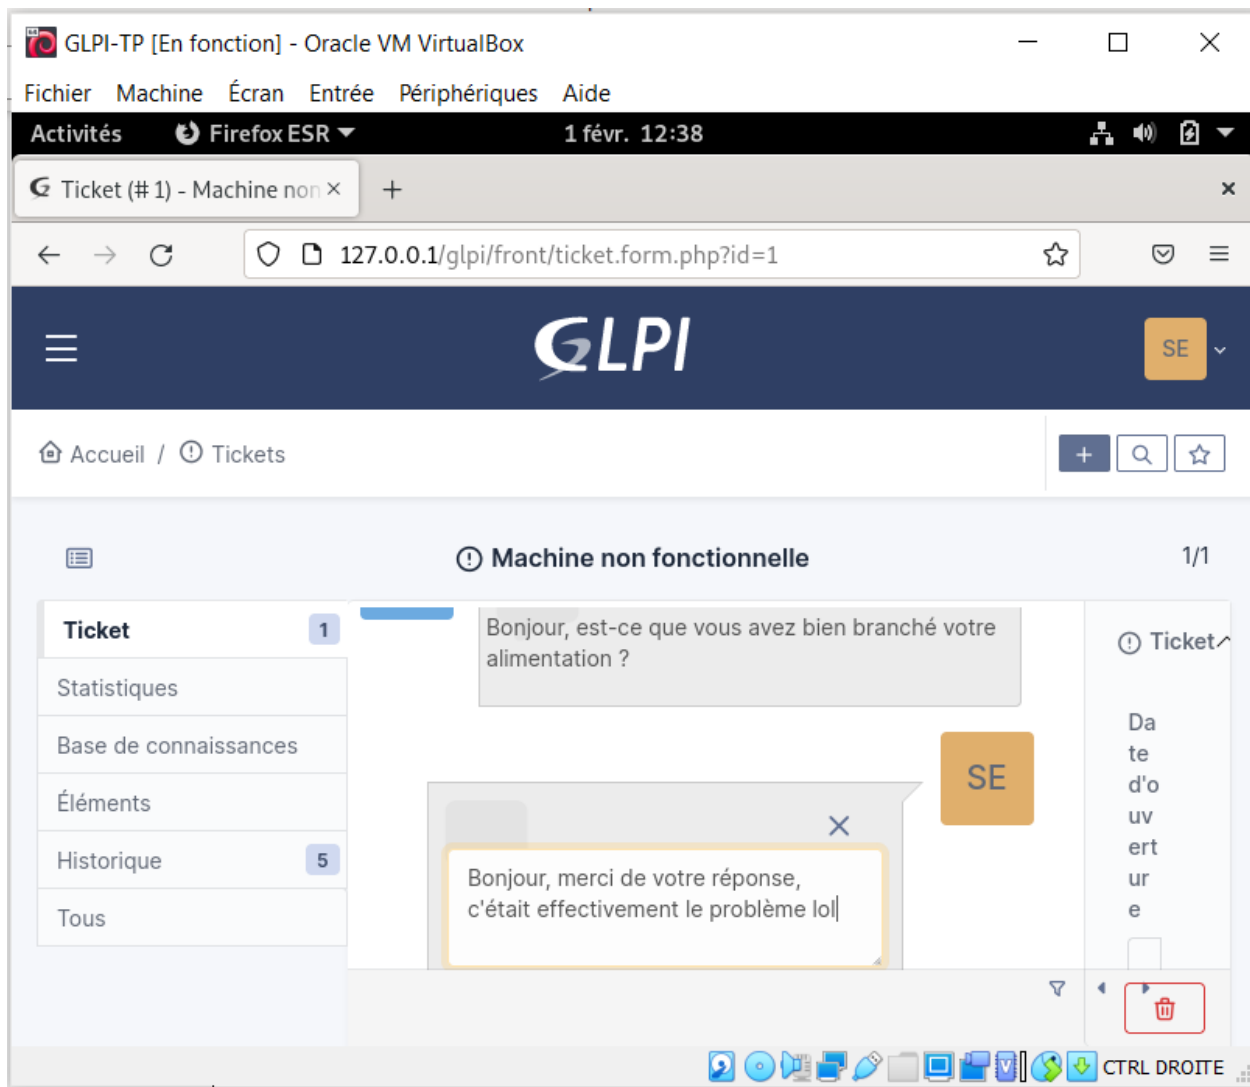 GLPI-TP [En fonction] - Oracle VM VirtualBox
Fichier Machine Écran Entrée Périphériques Aide
Activités Firefox ESR 1 févr. 12:38
Ticket (# 1) - Machine non
127.0.0.1/glpi/front/ticket.form.php?id=1
GLPI
SE
Accueil / Tickets
Machine non fonctionnelle 1/1
Ticket 1
Statistiques
Base de connaissances
Éléments
Historique 5
Tous
Bonjour, est-ce que vous avez bien branché votre
alimentation ?
SE
Bonjour, merci de votre réponse,
c'était effectivement le problème lol
Ticket
Da
te
d'o
uv
ert
ur
e
CTRL DROITE